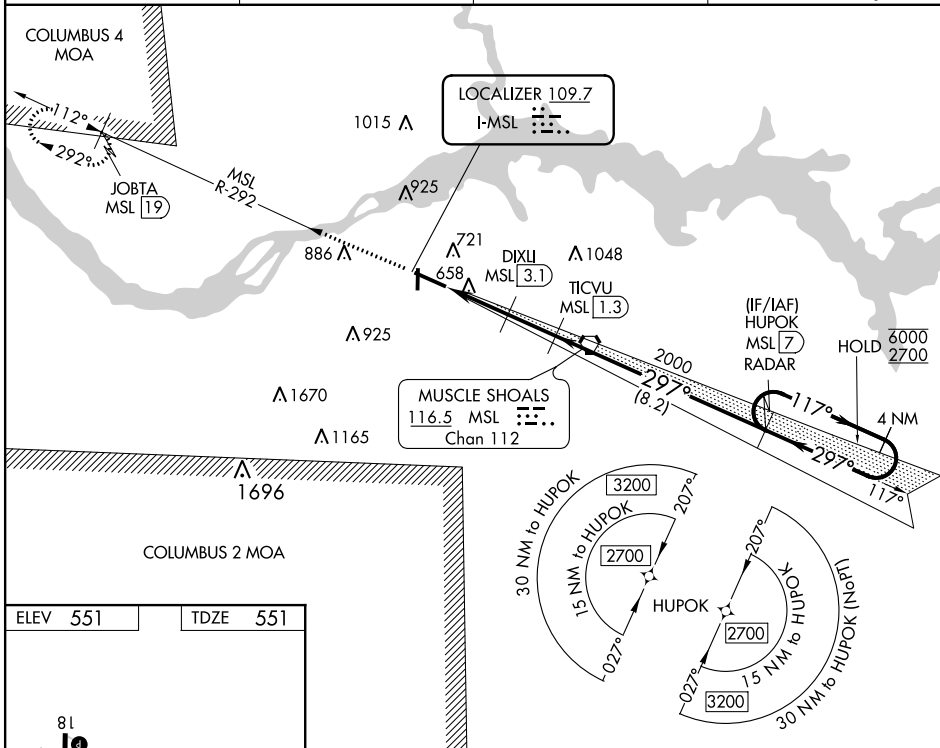 COLUMBUS 4
MOA
112°
292°
JOBTA
MSL 19
MSL
R-292
LOCALIZER 109.7
I-MSL
1015
925
886
721
658
DIXLI
MSL 3.1
1048
TICVU
MSL 1.3
925
1670
1165
1696
MUSCLE SHOALS
116.5 MSL
Chan 112
2000
297°
(8.2)
(IF/IAF)
HUPOK
MSL 7
RADAR
HOLD 6000
2700
117°
4 NM
297°
117°
COLUMBUS 2 MOA
30 NM to HUPOK
3200
15 NM to HUPOK
2700
207°
027°
HUPOK
207°
2700
15 NM to HUPOK
027°
3200
30 NM to HUPOK (NoPT)
ELEV 551
TDZE 551
18
P